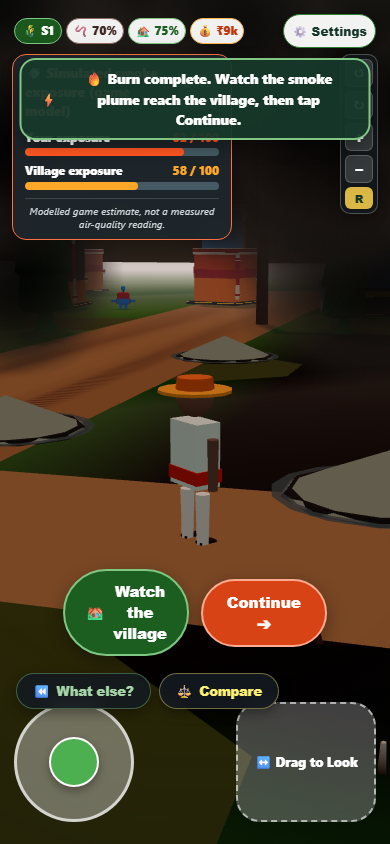 S1
70%
75%
₹9k
Settings
Burn complete. Watch the smoke
plume reach the village, then tap
Continue.
Your exposure
Village exposure
58 / 100
Modelled game estimate, not a measured
air-quality reading.
−
R
Watch
the
village
Continue
→
What else?
Compare
Drag to Look